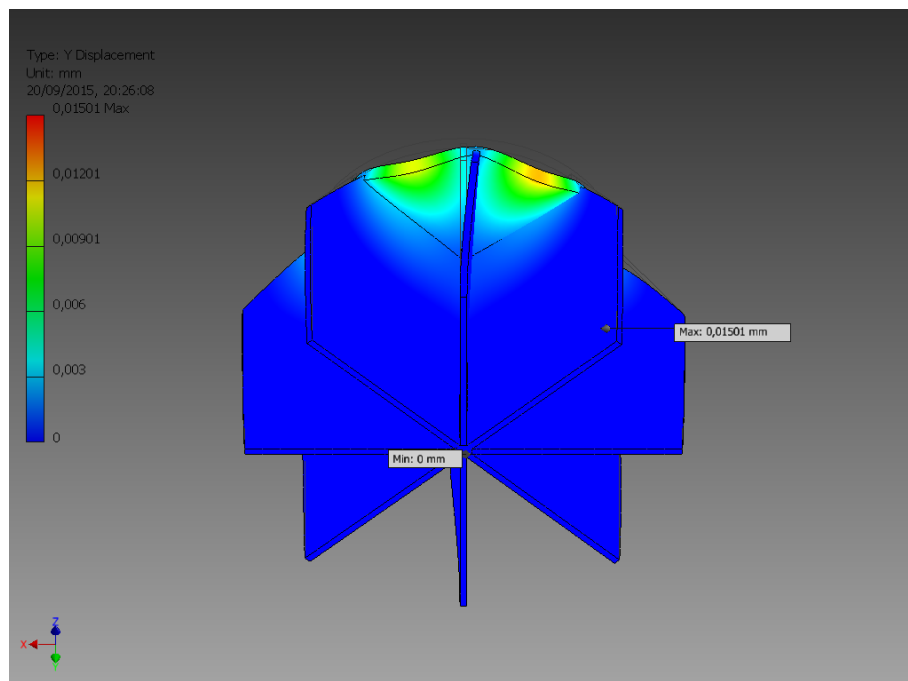 Type: Y Displacement
Unit: mm
20/09/2015, 20:26:08
0,01501 Max
0,01201
0,00901
0,006
0,003
0
Max: 0,01501 mm
Min: 0 mm
Z
X